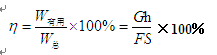 η = W有用/W总 × 100% = Gh/FS × 100%